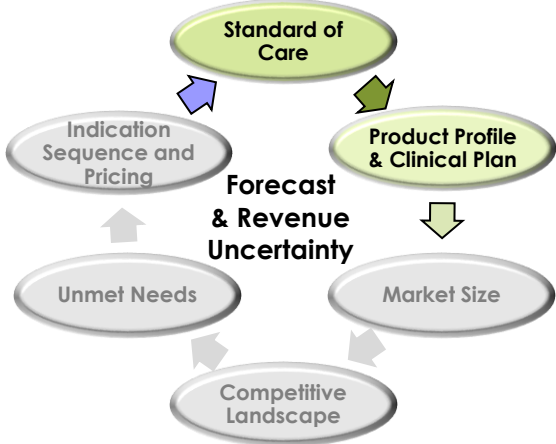 Standard of
Care
Product Profile
& Clinical Plan
Market Size
Competitive
Landscape
Unmet Needs
Indication
Sequence and
Pricing
Forecast
& Revenue
Uncertainty